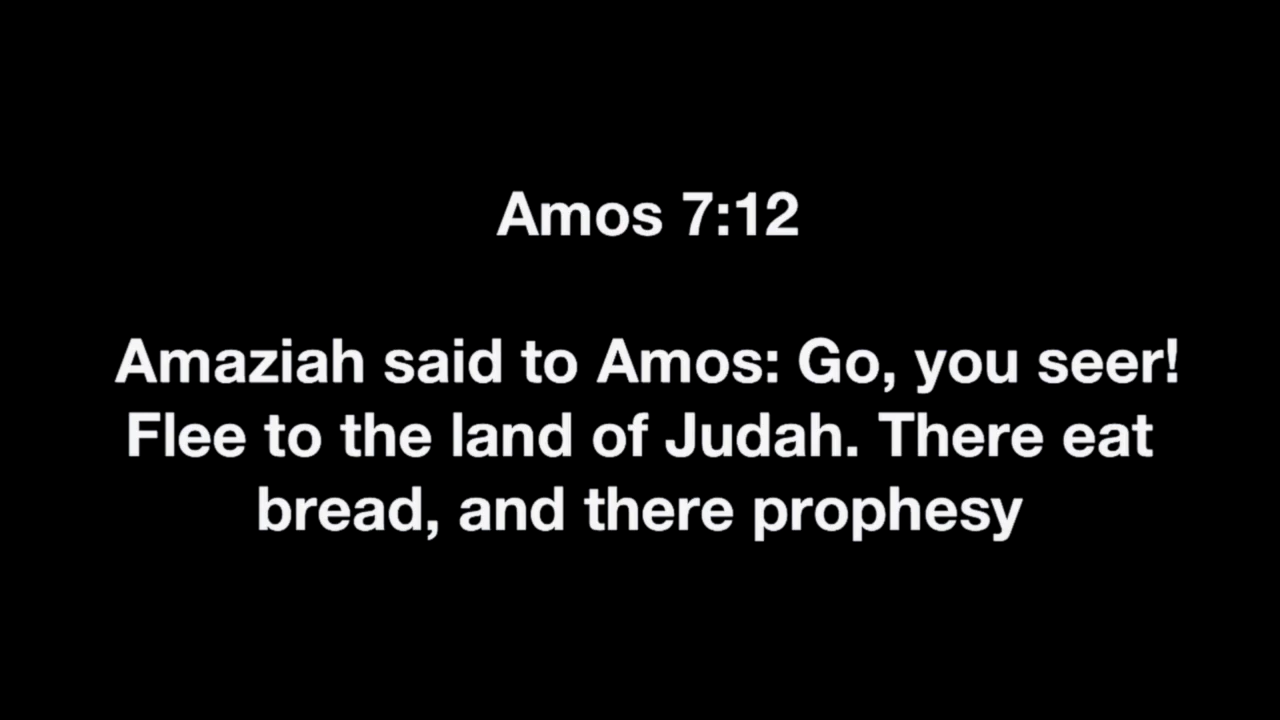 Amos 7:12
Amaziah said to Amos: Go, you seer!
Flee to the land of Judah. There eat
bread, and there prophesy